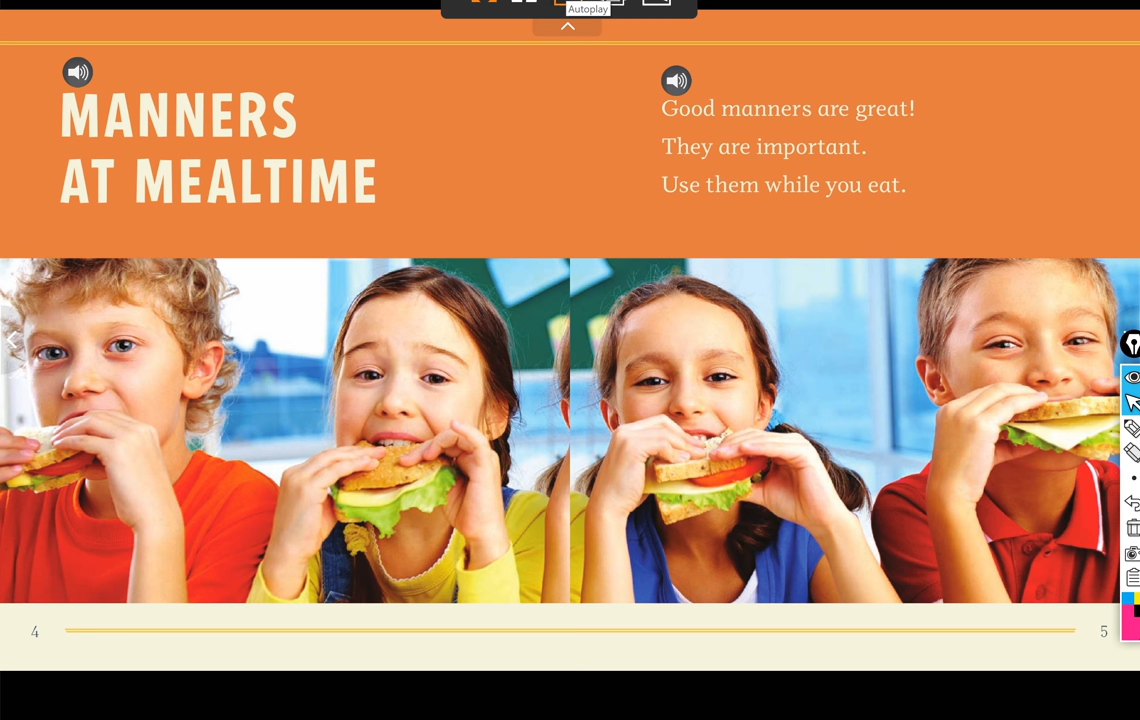 Autoplay
MANNERS
AT MEALTIME
Good manners are great!
They are important.
Use them while you eat.
4
5